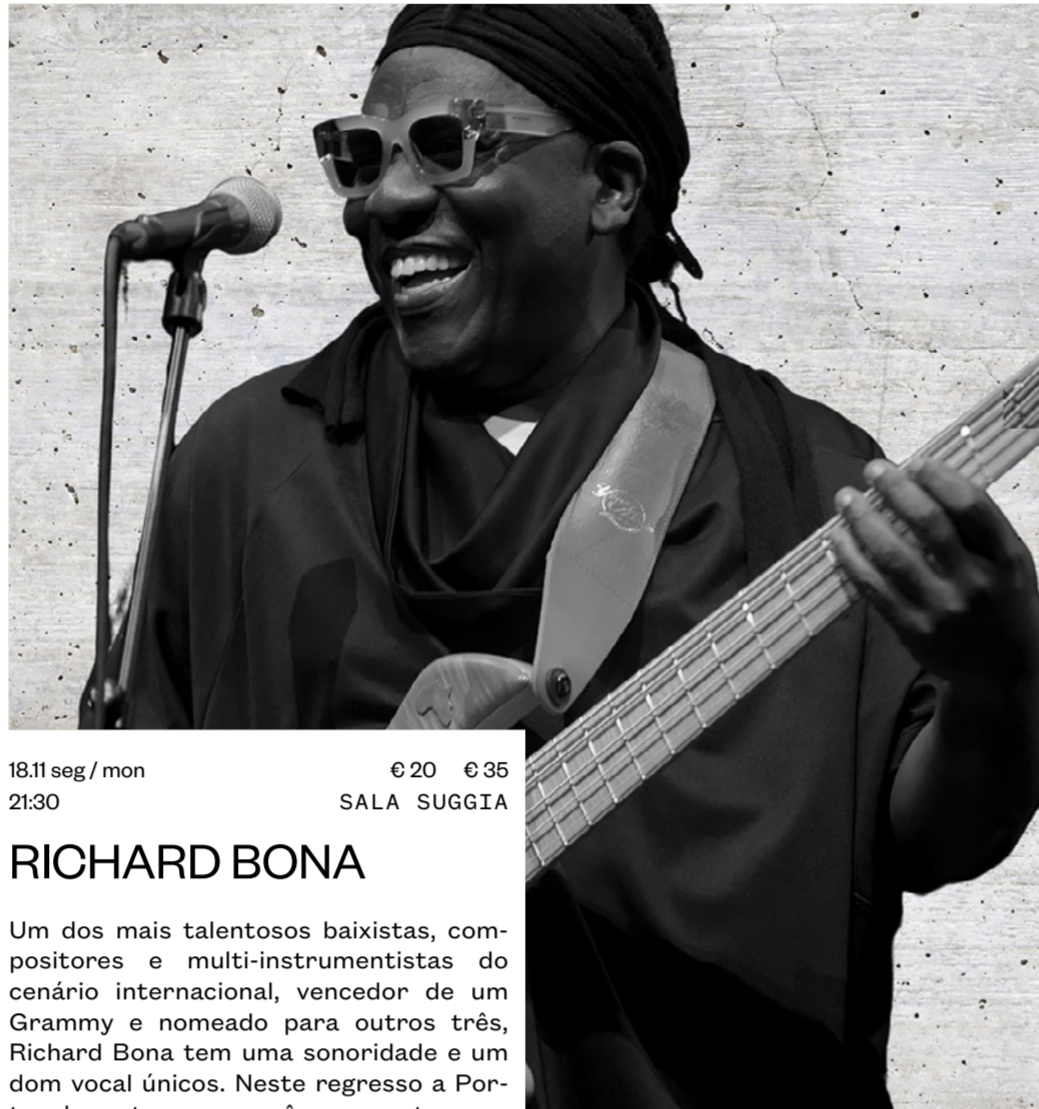 18.11 seg / mon
€ 20 € 35
21:30
SALA SUGGIA
RICHARD BONA
Um dos mais talentosos baixistas, com-
positores e multi-instrumentistas do
cenário internacional, vencedor de um
Grammy e nomeado para outros três,
Richard Bona tem uma sonoridade e um
dom vocal únicos. Neste regresso a Por-